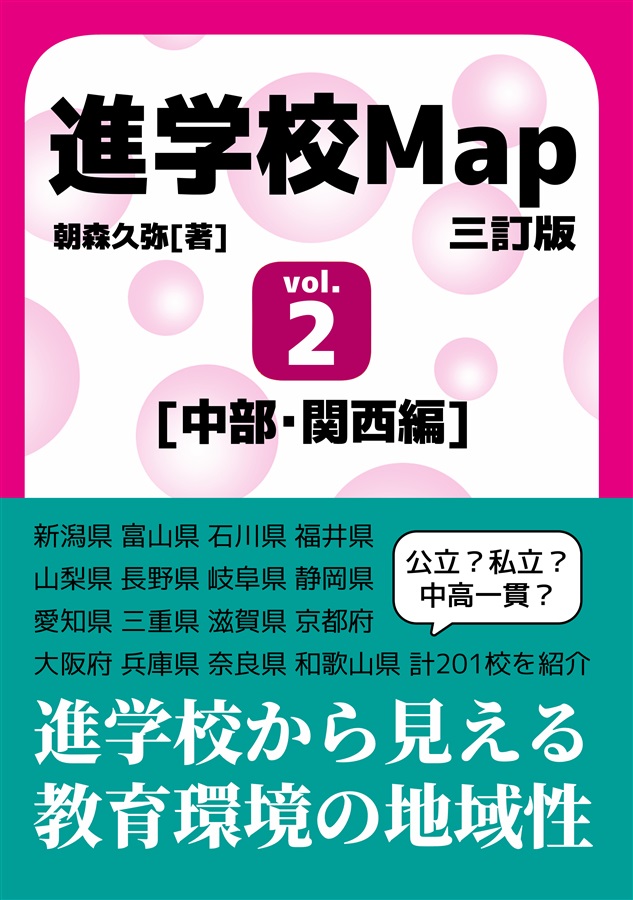 進学校Map
朝森久弥[著]
三訂版
vol.
2
[中部・関西編]
新潟県 富山県 石川県 福井県
山梨県 長野県 岐阜県 静岡県
愛知県 三重県 滋賀県 京都府
大阪府 兵庫県 奈良県 和歌山県 計201校を紹介
公立？私立？
中高一貫？
進学校から見える
教育環境の地域性